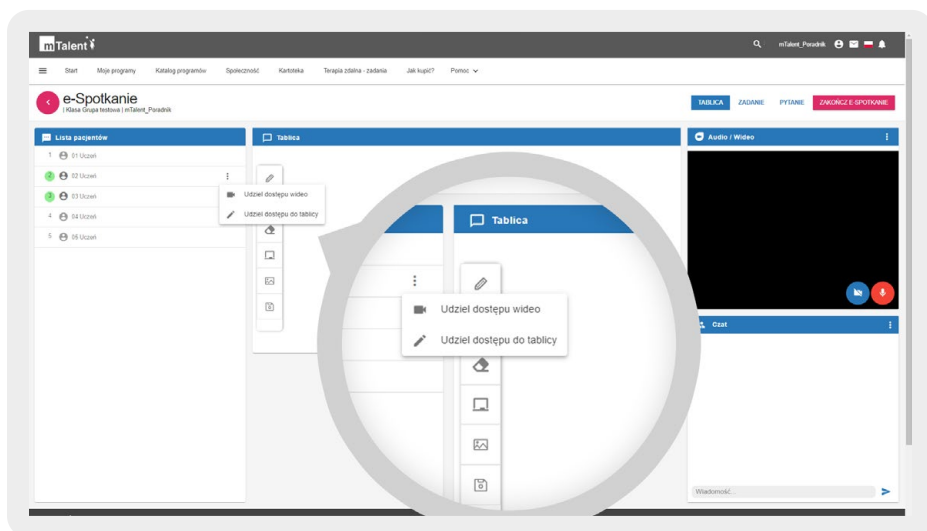 mTalent
mTalent_Poradnik
Start Moje programy Katalog programów Społeczność Kartoteka Terapia zdalna - zadania Jak kupić? Pomoc
e-Spotkanie
| Klasa Grupa testowa | mTalent_Poradnik
TABLICA ZADANIE PYTANIE ZAKOŃCZ E-SPOTKANIE
Lista pacjentów
1 01 Uczeń
2 02 Uczeń
3 03 Uczeń
4 04 Uczeń
5 05 Uczeń
Tablica
Udziel dostępu wideo
Udziel dostępu do tablicy
Tablica
Udziel dostępu wideo
Udziel dostępu do tablicy
Audio / Wideo
Czat
Wiadomość...